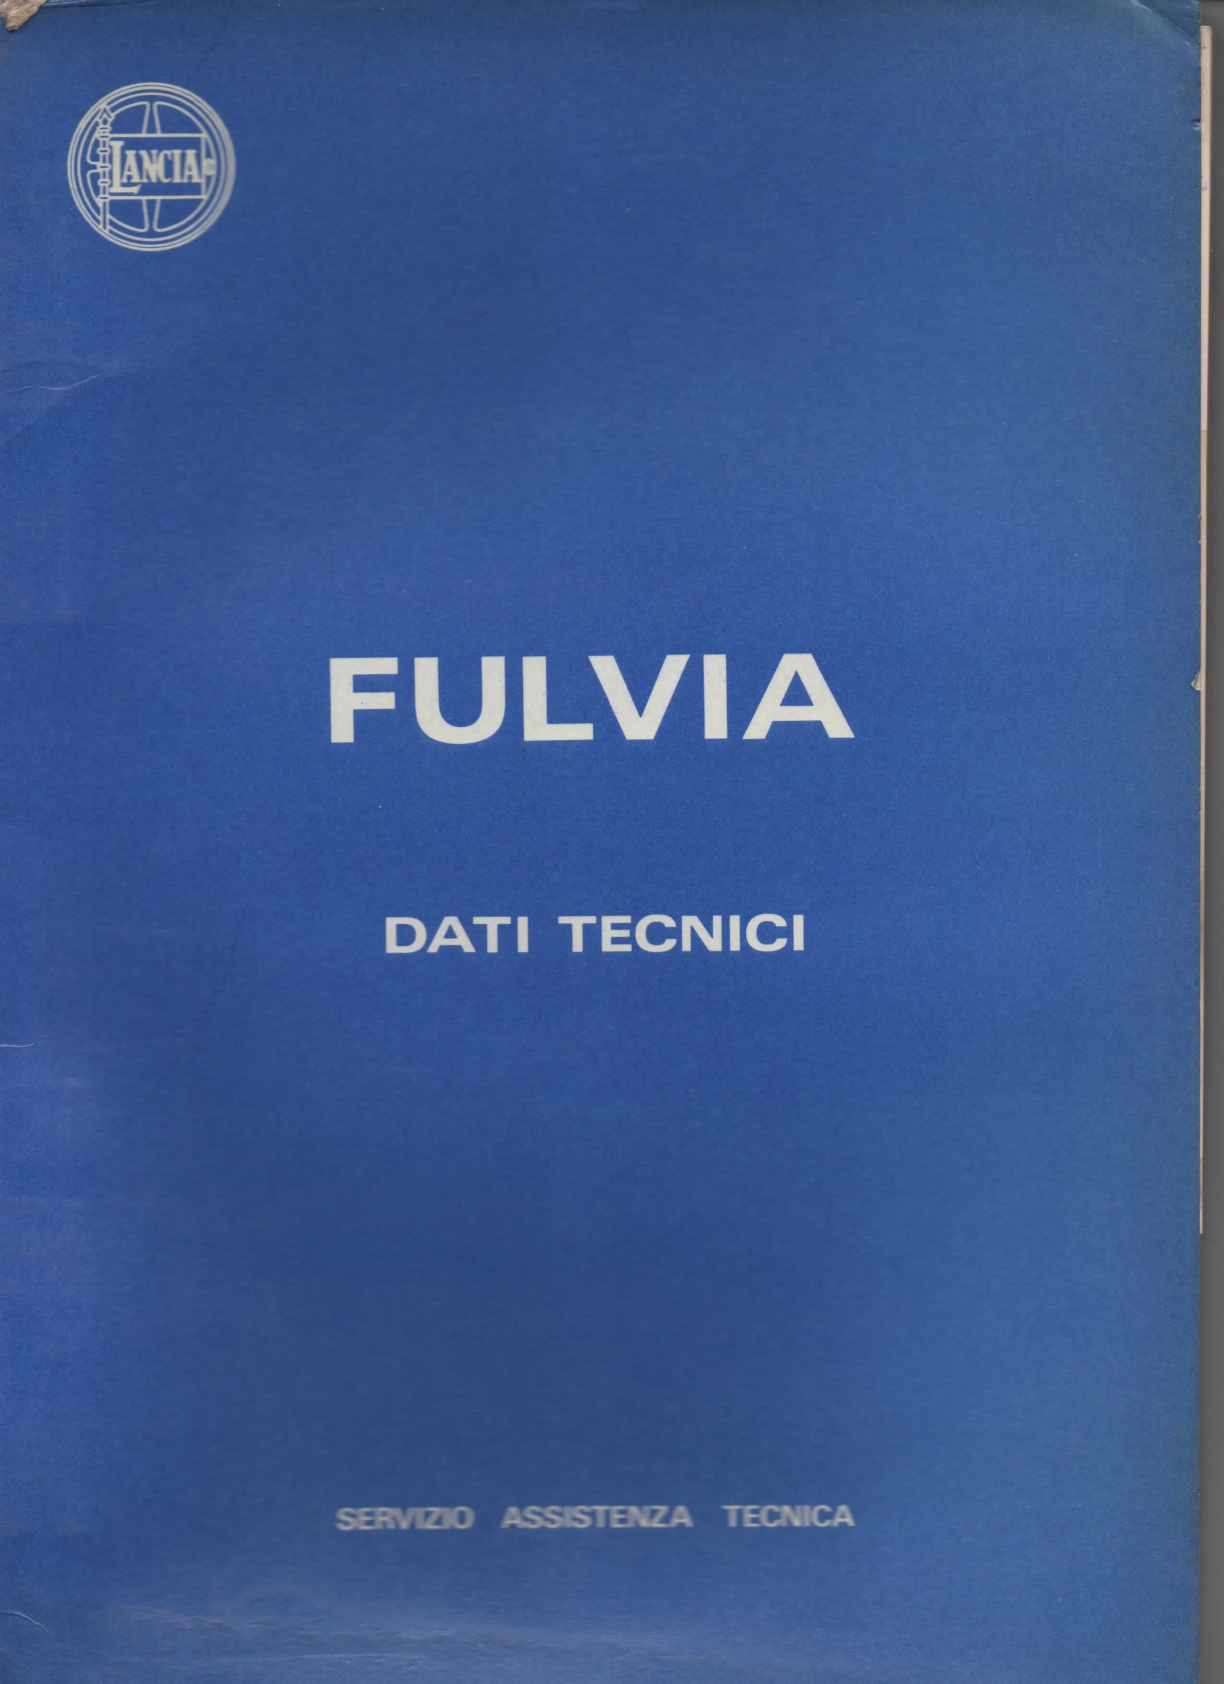 LANCIA
FULVIA
DATI TECNICI
SERVIZIO ASSISTENZA TECNICA